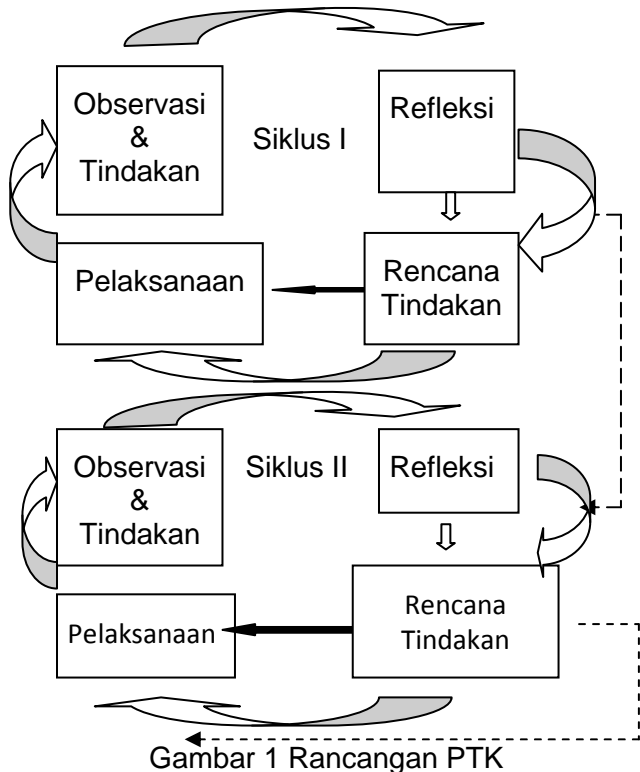 Observasi
&
Tindakan
Siklus I
Refleksi
Pelaksanaan
Rencana
Tindakan
Observasi
&
Tindakan
Siklus II
Refleksi
Pelaksanaan
Rencana
Tindakan
Gambar 1 Rancangan PTK